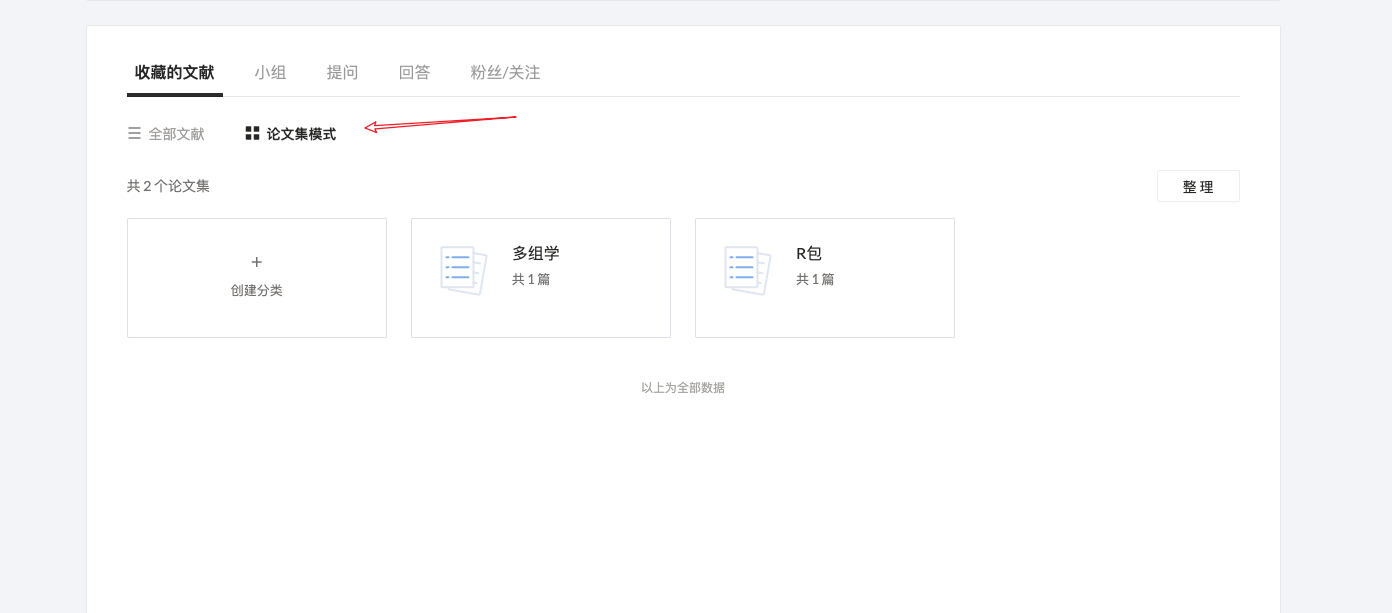 收藏的文献 小组 提问 回答 粉丝/关注
全部文献 论文集模式
共 2 个论文集 整 理
+
创建分类
多组学
共 1 篇
R包
共 1 篇
以上为全部数据